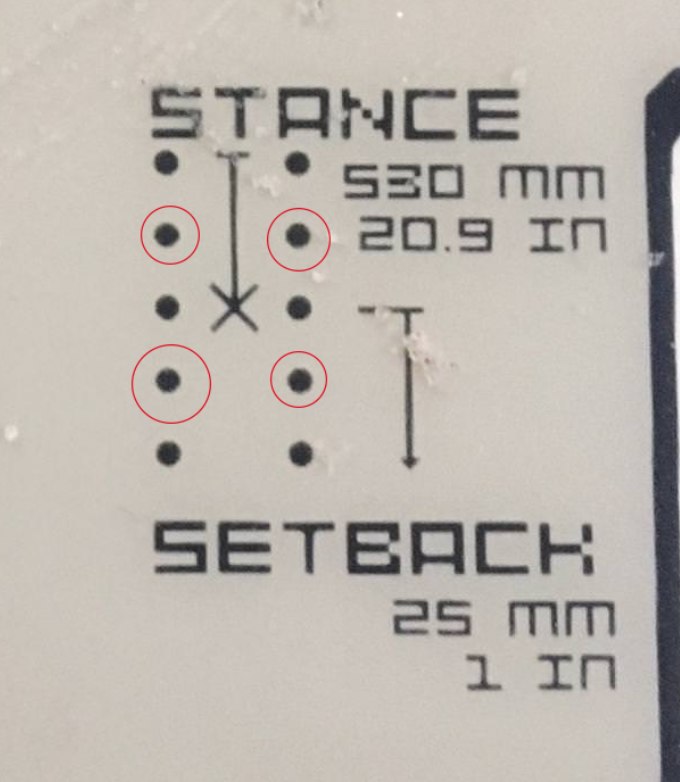 STANCE
530 mm
20.9 In
SETBACK
25 mm
1 In